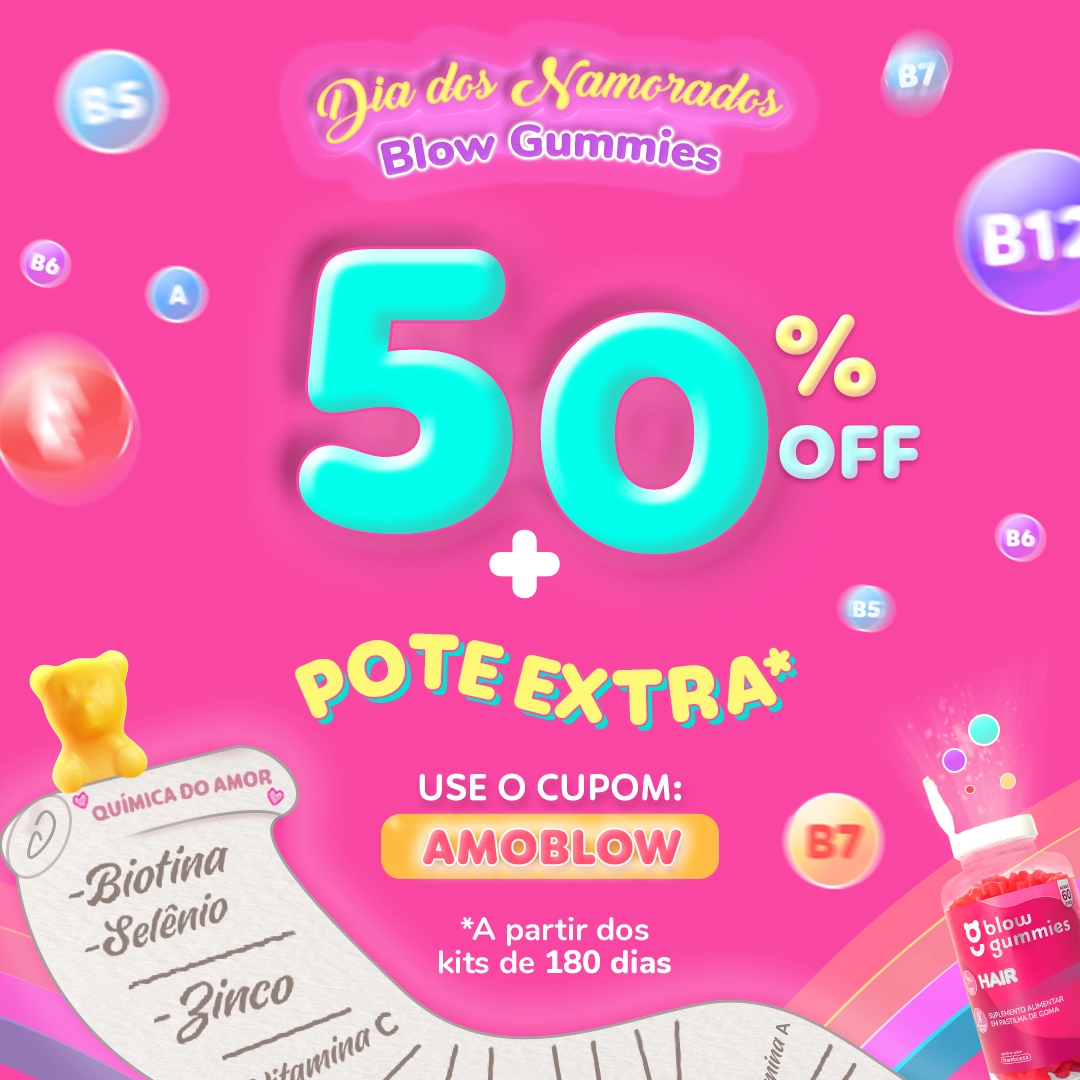 Dia dos Namorados
Blow Gummies
B5
B7
B12
B6
A
50
%
OFF
+
B6
B5
POTE EXTRA*
QUÍMICA DO AMOR
-Biotina
-Selênio
-Zinco
vitamina C
USE O CUPOM:
AMOBLOW
B7
*A partir dos
kits de 180 dias
blow
gummies
HAIR
SUPLEMENTO ALIMENTAR
EM PASTILHA DE GOMA
60
framboesa